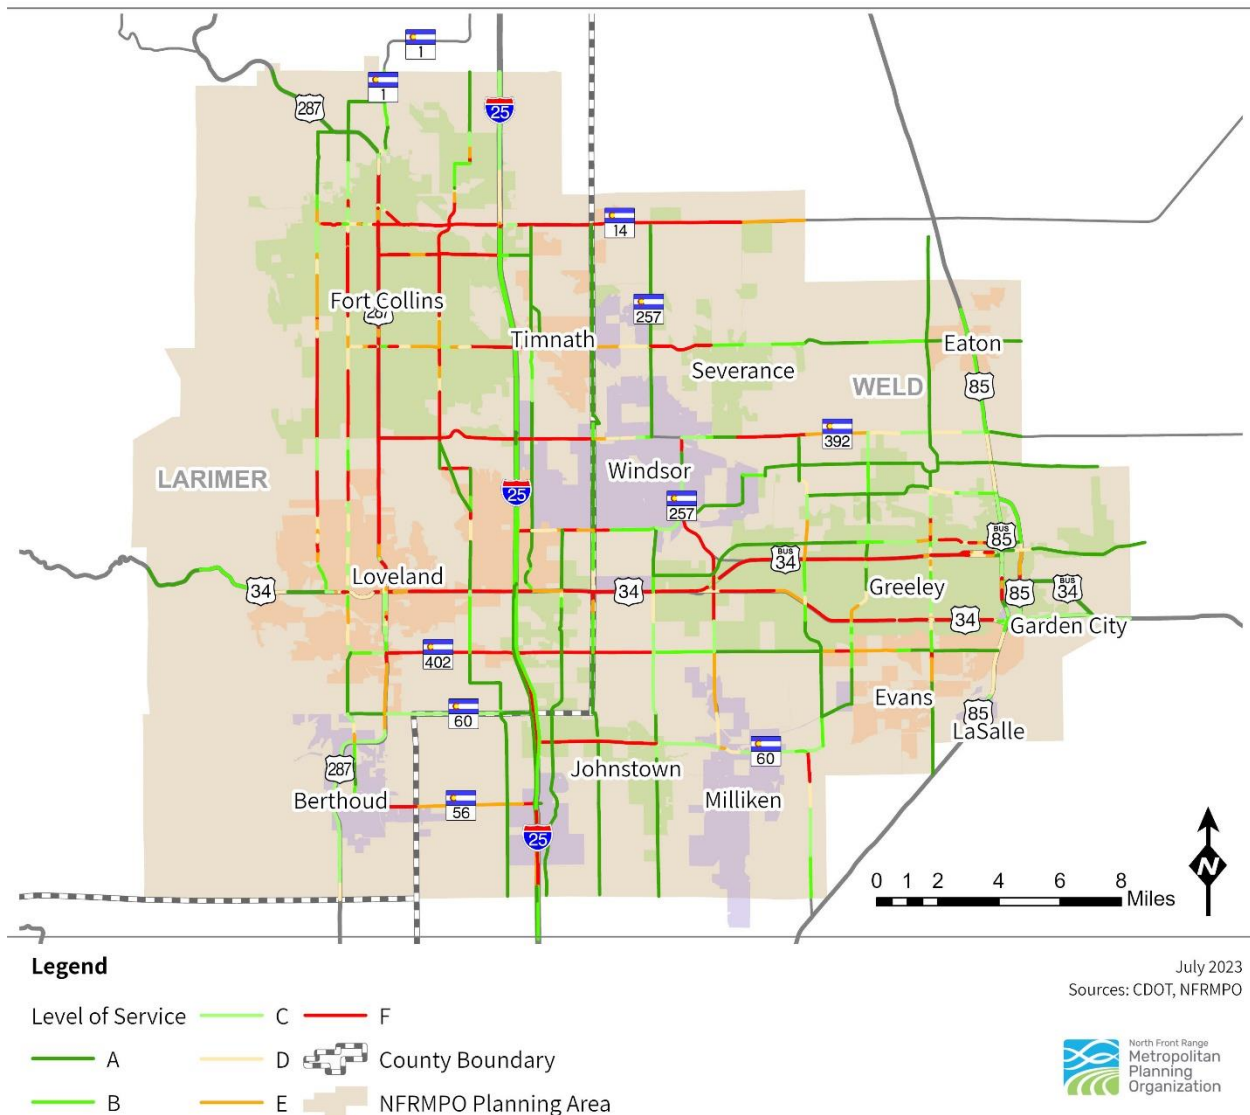 1
1
287
25
14
Fort Collins
287
257
Timnath
Eaton
Severance
WELD
85
392
LARIMER
Windsor
25
257
BUS
85
BUS
34
Loveland
34
34
Greeley
85
BUS
34
34
Garden City
402
Evans
60
85
LaSalle
287
Johnstown
60
Berthoud
56
Milliken
25
N
0 1 2 4 6 8
Miles
Legend
July 2023
Sources: CDOT, NFRMPO
Level of Service
C
F
A
D
County Boundary
B
E
NFRMPO Planning Area
North Front Range
Metropolitan
Planning
Organization